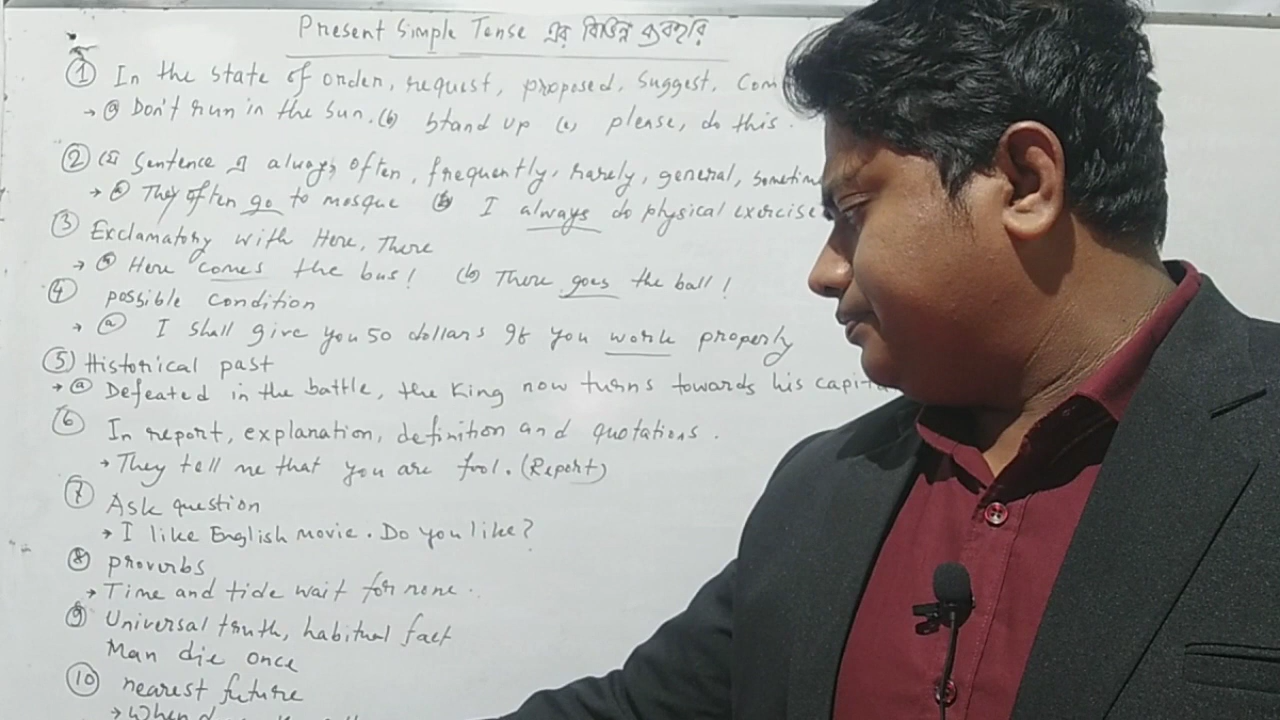 Present Simple Tense এর বিভিন্ন ব্যবহার
① In the state of order, request, proposed, suggest, Com
→ ⓐ Don't run in the sun. (b) Stand up (c) please, do this.
② যে Sentence এ always, often, frequently, rarely, general, sometim
→ ⓐ They often go to mosque ⓑ I always do physical exercise
③ Exclamatory with Here, There
→ ⓐ Here comes the bus! (b) There goes the ball!
④ possible condition
→ ⓐ I shall give you 50 dollars If you work properly
⑤ Historical past
→ ⓐ Defeated in the battle, the King now turns towards his capita
⑥ In report, explanation, definition and quotations.
→ They tell me that you are fool. (Report)
⑦ Ask question
→ I like English movie. Do you like?
⑧ proverbs
→ Time and tide wait for none.
⑨ Universal truth, habitual fact
Man die once
⑩ nearest future
→ When